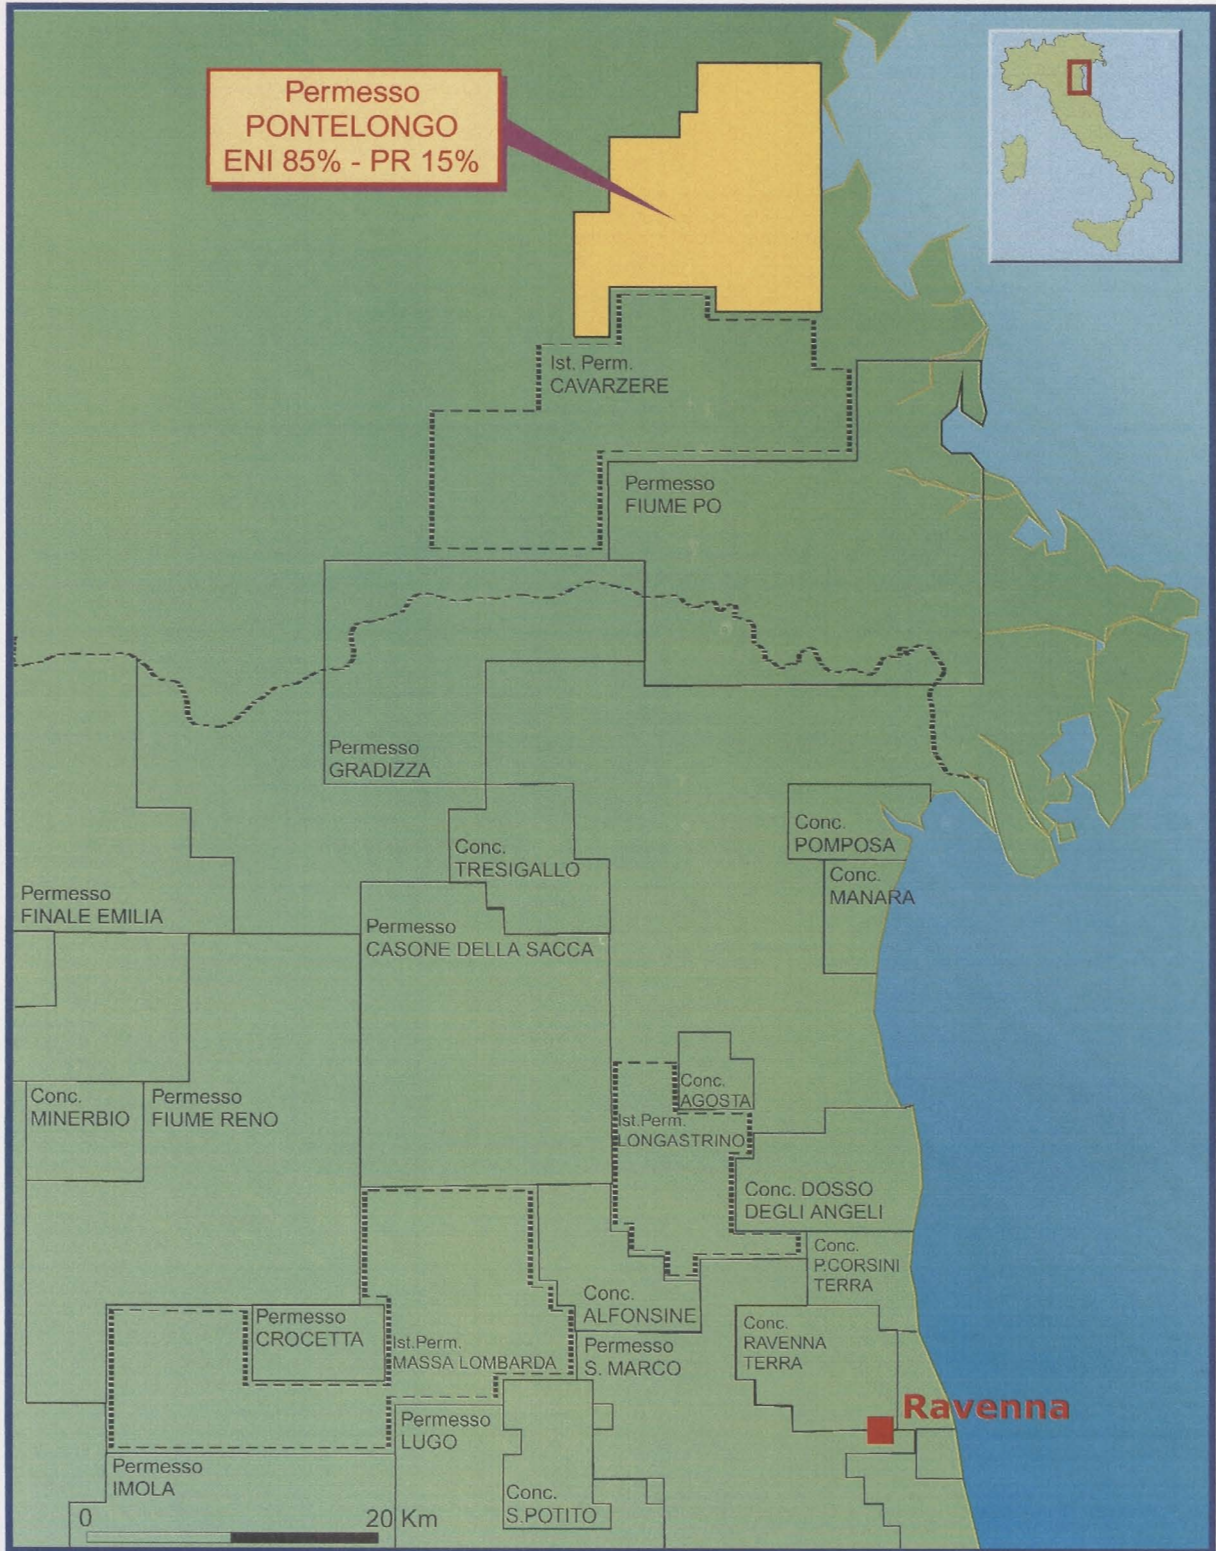 Permesso
PONTELONGO
ENI 85% - PR 15%
Ist. Perm.
CAVARZERE
Permesso
FIUME PO
Permesso
GRADIZZA
Conc.
POMPOSA
Conc.
TRESIGALLO
Conc.
MANARA
Permesso
FINALE EMILIA
Permesso
CASONE DELLA SACCA
Conc.
AGOSTA
Conc.
MINERBIO
Permesso
FIUME RENO
Ist.Perm.
LONGASTRINO
Conc. DOSSO
DEGLI ANGELI
Conc.
P.CORSINI
TERRA
Conc.
ALFONSINE
Permesso
CROCETTA
Ist.Perm.
MASSA LOMBARDA
Permesso
S. MARCO
Conc.
RAVENNA
TERRA
Ravenna
Permesso
LUGO
Permesso
IMOLA
Conc.
S.POTITO
0 20 Km